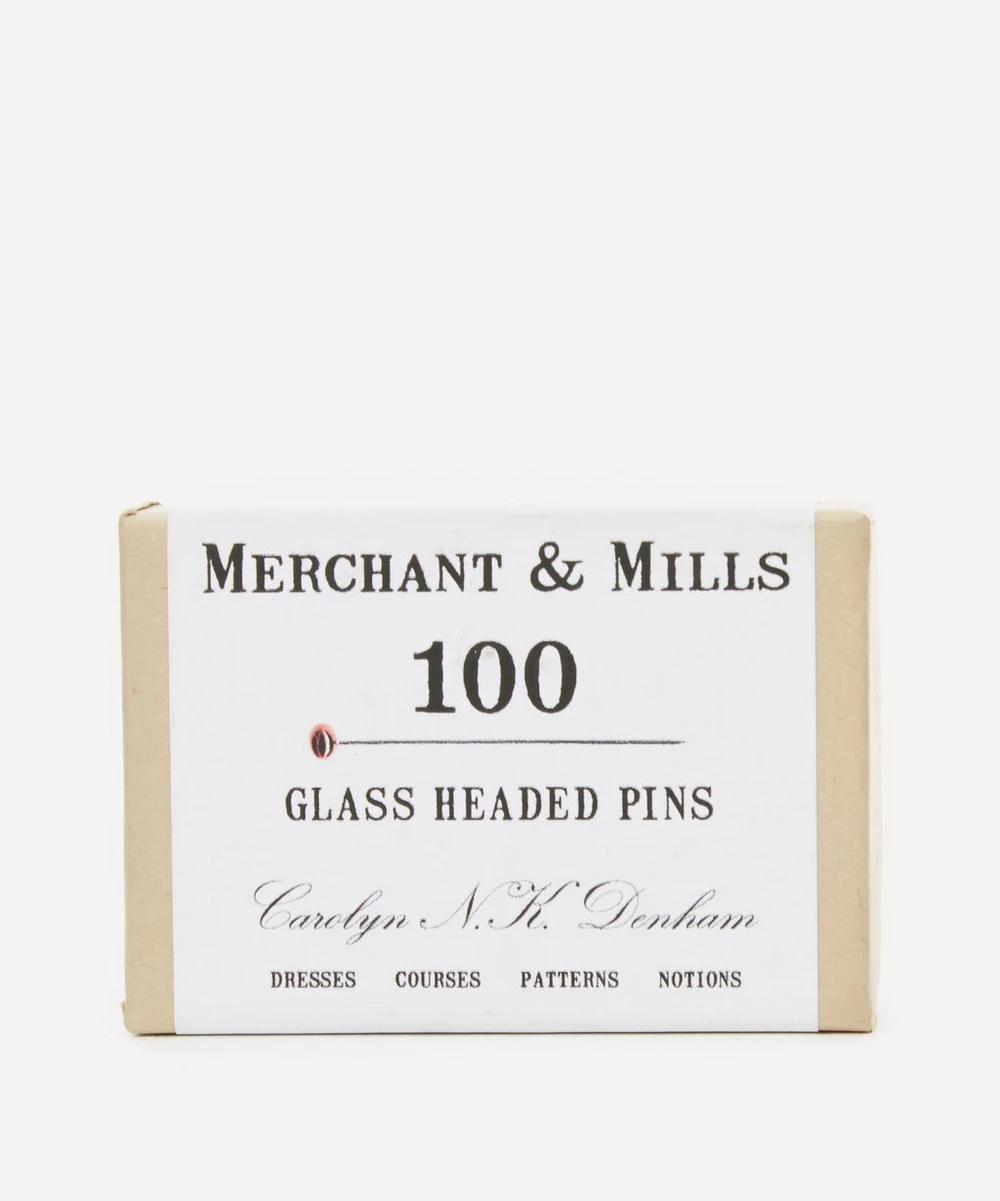 MERCHANT & MILLS
100
GLASS HEADED PINS
Carolyn N.K. Denham
DRESSES COURSES PATTERNS NOTIONS